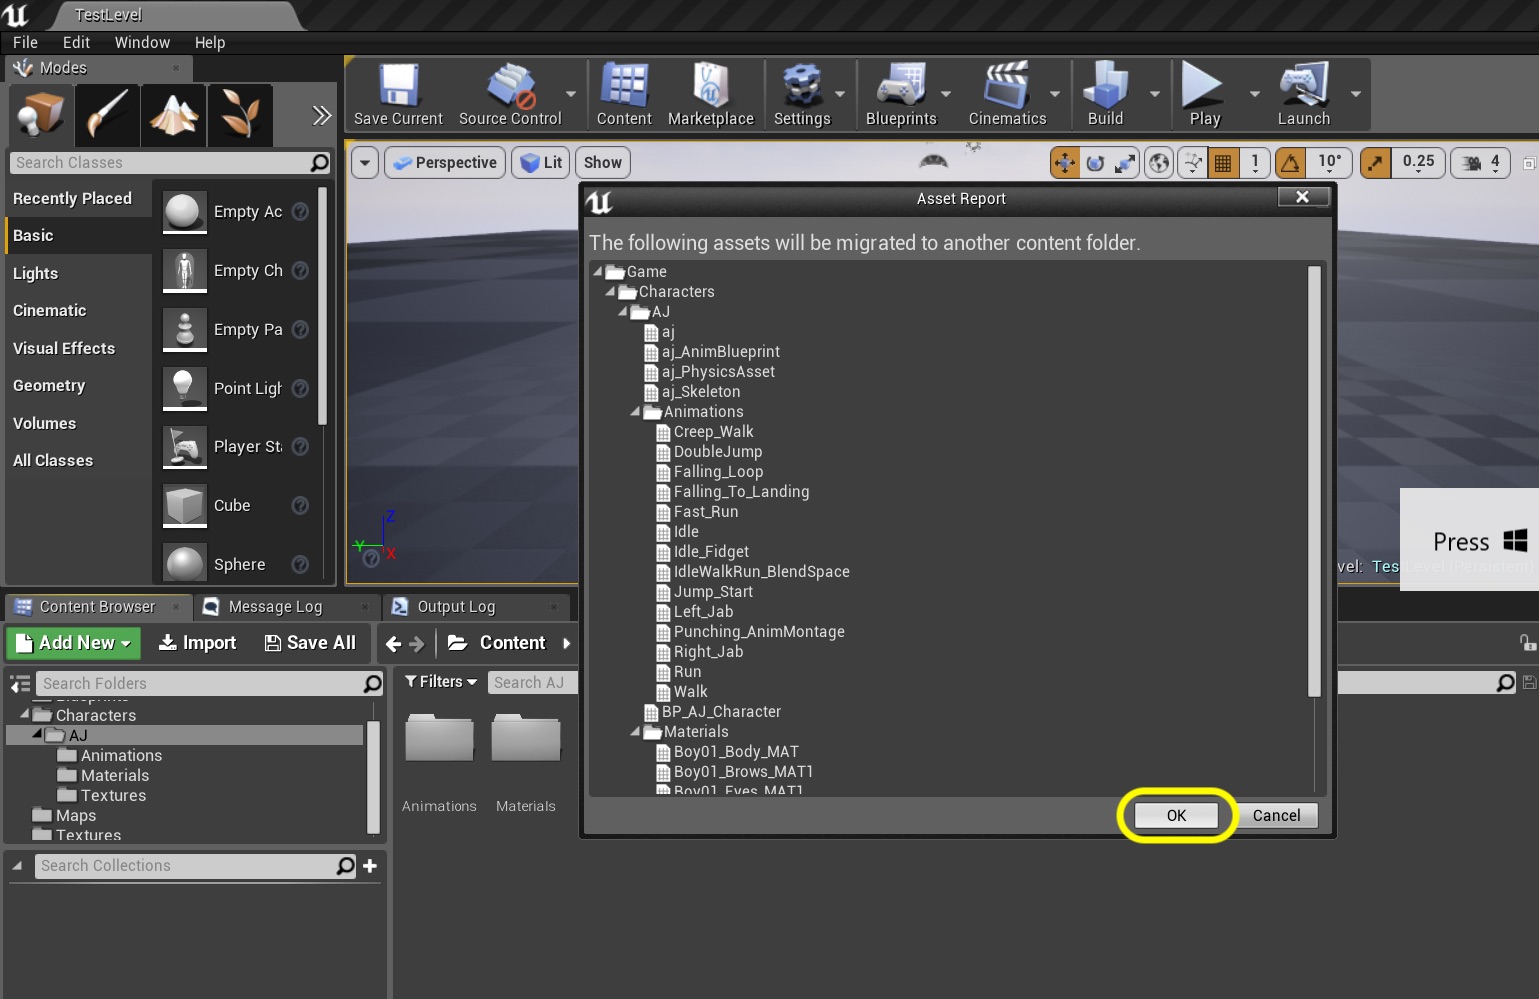 TestLevel
File Edit Window Help
Modes
Save Current Source Control Content Marketplace Settings Blueprints Cinematics Build Play Launch
Search Classes
Perspective Lit Show
1 10° 0.25 4
Recently Placed
Basic
Lights
Cinematic
Visual Effects
Geometry
Volumes
All Classes
Empty Ac
Empty Ch
Empty Pa
Point Ligh
Player Sta
Cube
Sphere
Z
Y
X
Asset Report
The following assets will be migrated to another content folder.
Game
Characters
AJ
aj
aj_AnimBlueprint
aj_PhysicsAsset
aj_Skeleton
Animations
Creep_Walk
DoubleJump
Falling_Loop
Falling_To_Landing
Fast_Run
Idle
Idle_Fidget
IdleWalkRun_BlendSpace
Jump_Start
Left_Jab
Punching_AnimMontage
Right_Jab
Run
Walk
BP_AJ_Character
Materials
Boy01_Body_MAT
Boy01_Brows_MAT1
Boy01_Eyes_MAT1
OK Cancel
Press
vel: TestLevel (Persistent)
Content Browser Message Log Output Log
Add New Import Save All Content
Search Folders
Filters Search AJ
Blueprints
Characters
AJ
Animations
Materials
Textures
Maps
Textures
Animations Materials
Search Collections